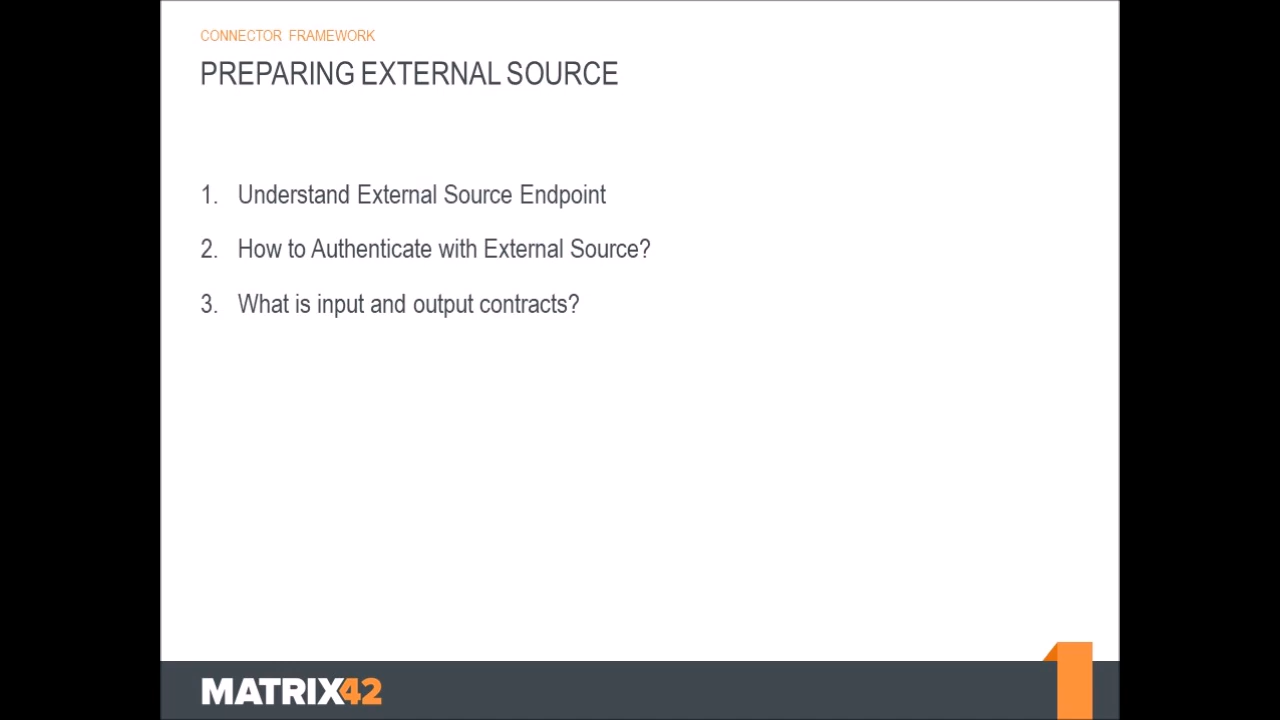 CONNECTOR FRAMEWORK
PREPARING EXTERNAL SOURCE
1. Understand External Source Endpoint
2. How to Authenticate with External Source?
3. What is input and output contracts?
MATRIX42
1